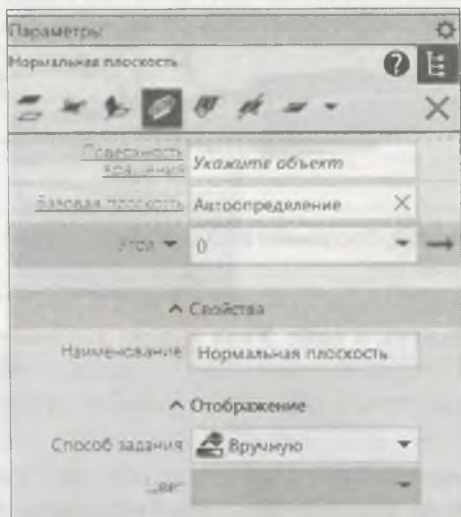 Параметры
Нормальная плоскость
Поверхность
вращения Укажите объект
Базовая плоскость Автоопределение
Угол 0
Свойства
Наименование Нормальная плоскость
Отображение
Способ задания Вручную
Цвет